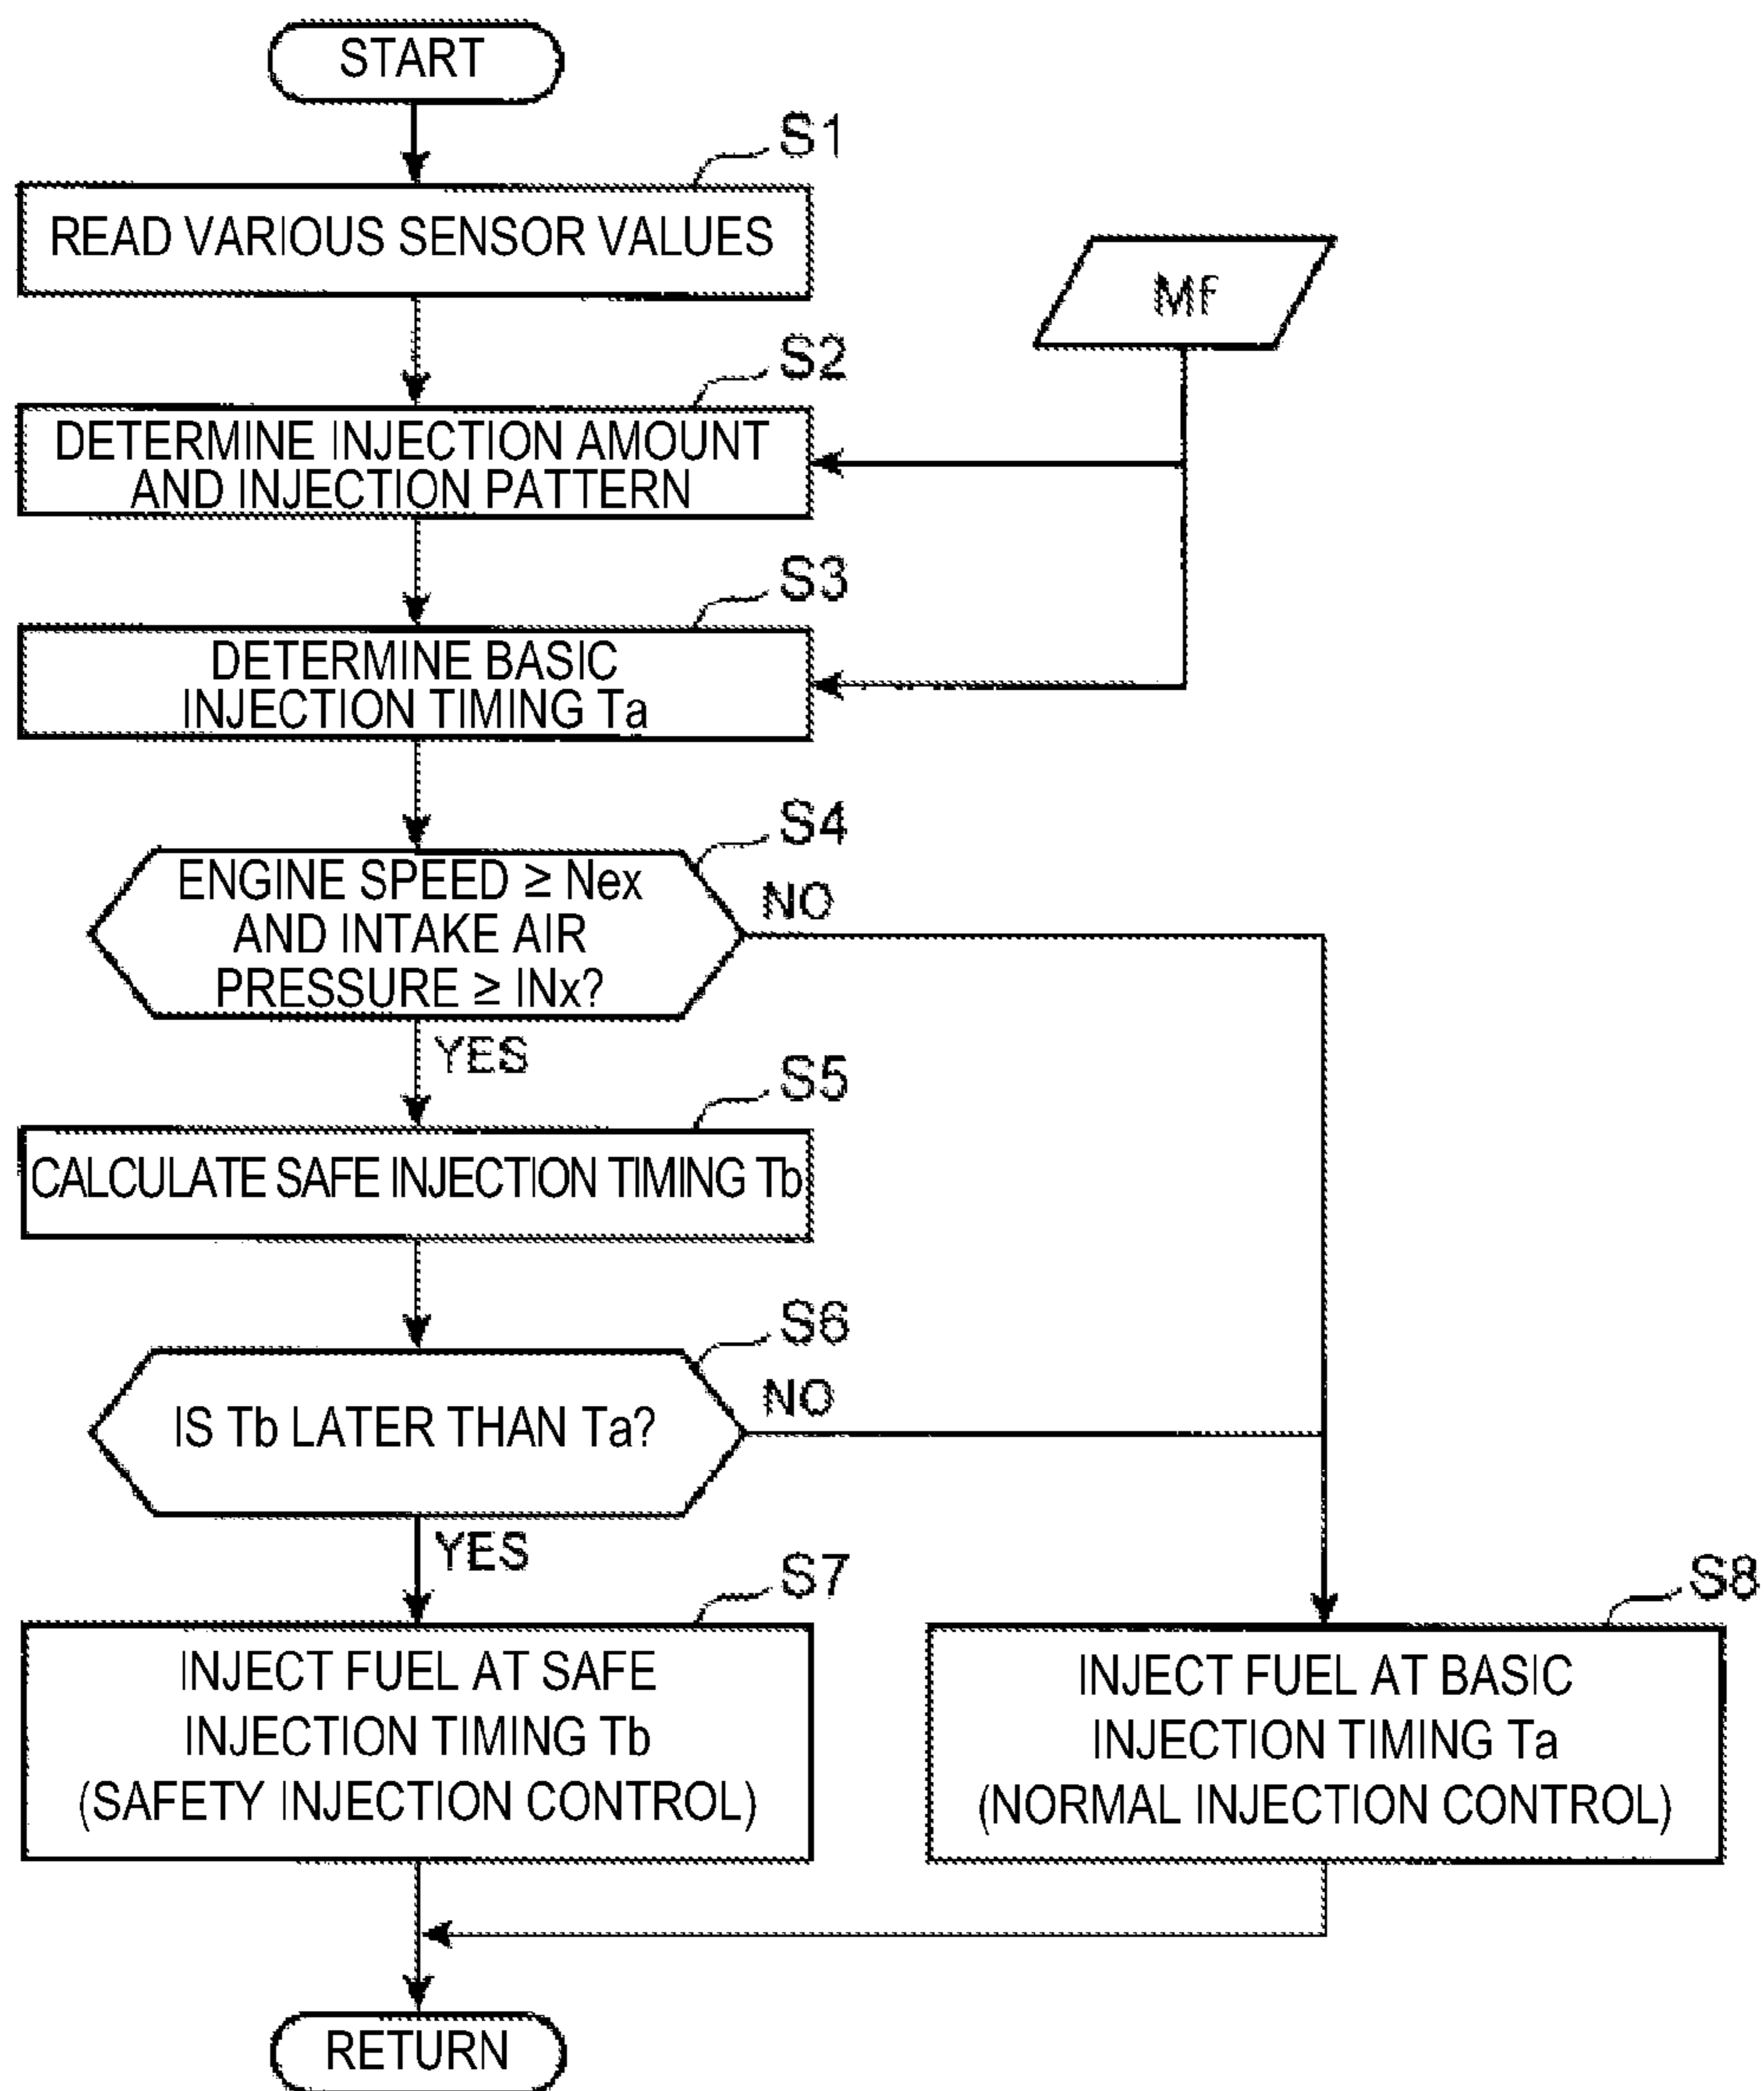 START
S1
READ VARIOUS SENSOR VALUES
MF
S2
DETERMINE INJECTION AMOUNT
AND INJECTION PATTERN
S3
DETERMINE BASIC
INJECTION TIMING Ta
S4
ENGINE SPEED ≥ Nex
AND INTAKE AIR
PRESSURE ≥ INx?
NO
YES
S5
CALCULATE SAFE INJECTION TIMING Tb
S6
IS Tb LATER THAN Ta?
NO
YES
S7
INJECT FUEL AT SAFE
INJECTION TIMING Tb
(SAFETY INJECTION CONTROL)
S8
INJECT FUEL AT BASIC
INJECTION TIMING Ta
(NORMAL INJECTION CONTROL)
RETURN